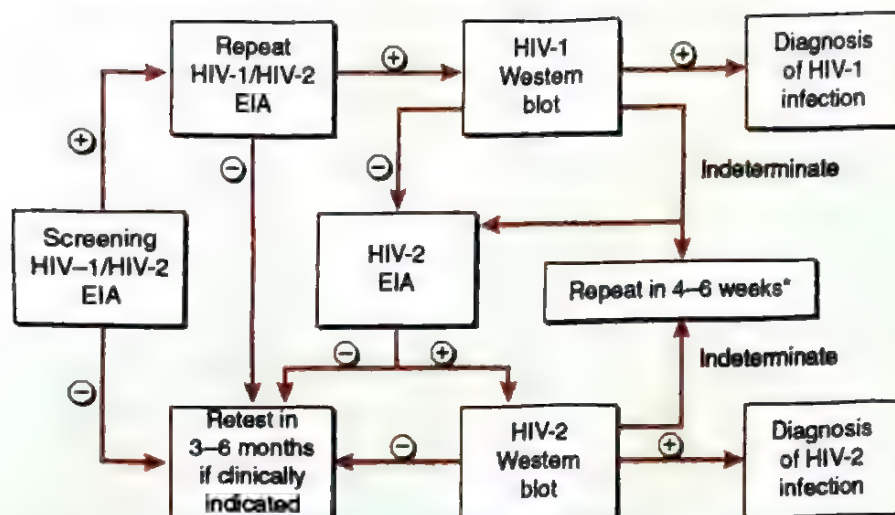 Repeat
HIV-1/HIV-2
EIA
+
HIV-1
Western
blot
+
Diagnosis
of HIV-1
infection
+
−
−
Indeterminate
Screening
HIV–1/HIV-2
EIA
HIV-2
EIA
Repeat in 4–6 weeks*
−
−
+
Indeterminate
Retest in
3–6 months
if clinically
indicated
−
HIV-2
Western
blot
+
Diagnosis
of HIV-2
infection